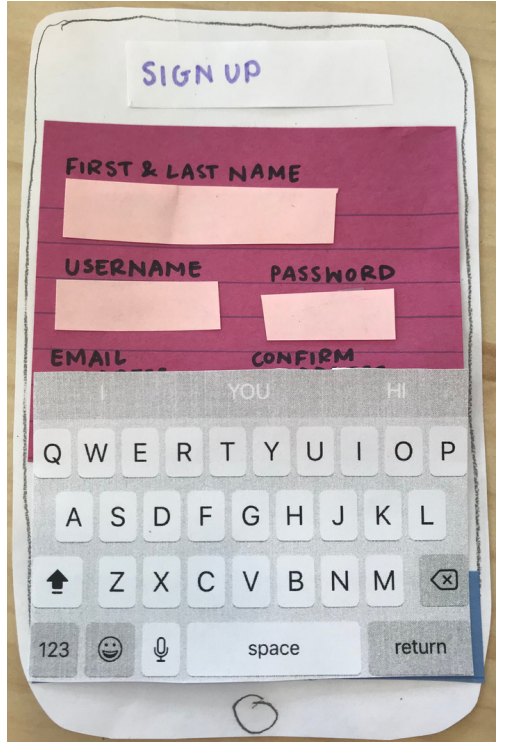 SIGN UP
FIRST & LAST NAME
USERNAME PASSWORD
EMAIL CONFIRM
I YOU HI
Q W E R T Y U I O P
A S D F G H J K L
Z X C V B N M
123 space return